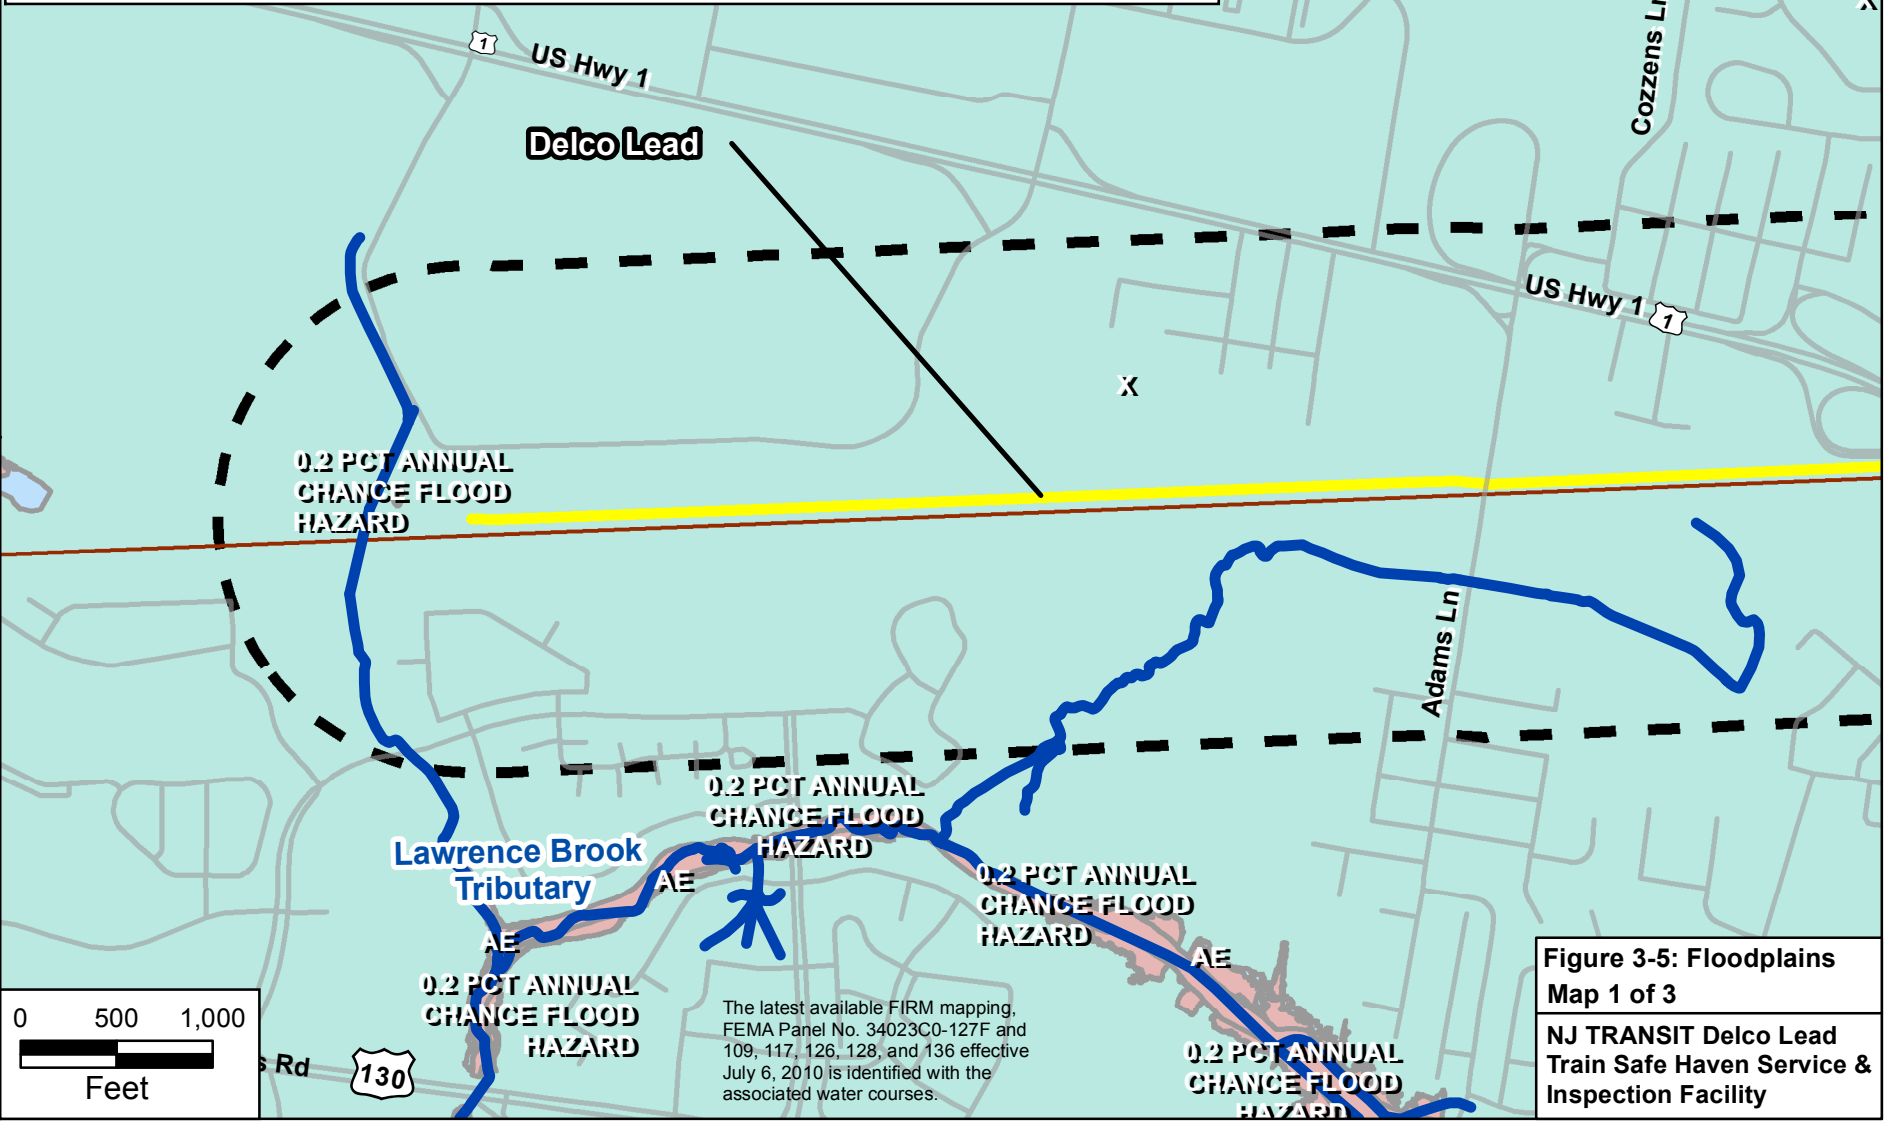 X
Cozzens Ln
1
US Hwy 1
Delco Lead
US Hwy 1
1
X
0.2 PCT ANNUAL
CHANCE FLOOD
HAZARD
Adams Ln
0.2 PCT ANNUAL
CHANCE FLOOD
HAZARD
Lawrence Brook
Tributary
AE
0.2 PCT ANNUAL
CHANCE FLOOD
HAZARD
AE
AE
0.2 PCT ANNUAL
CHANCE FLOOD
HAZARD
The latest available FIRM mapping,
FEMA Panel No. 34023C0-127F and
109, 117, 126, 128, and 136 effective
July 6, 2010 is identified with the
associated water courses.
0.2 PCT ANNUAL
CHANCE FLOOD
HAZARD
0 500 1,000
Feet
s Rd
130
Figure 3-5: Floodplains
Map 1 of 3
NJ TRANSIT Delco Lead
Train Safe Haven Service &
Inspection Facility